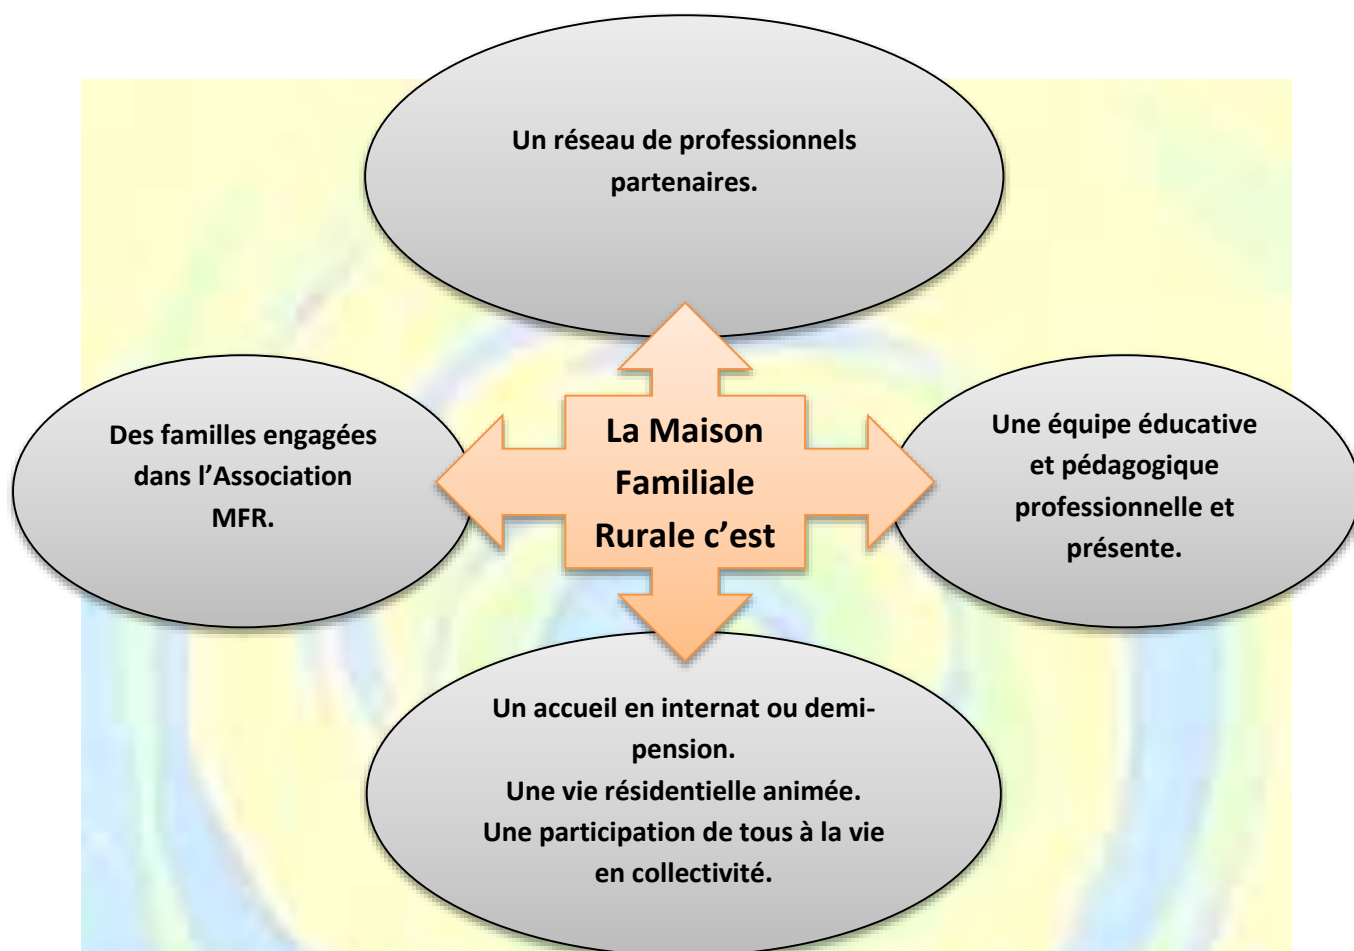 Un réseau de professionnels
partenaires.
Des familles engagées
dans l’Association
MFR.
La Maison
Familiale
Rurale c’est
Une équipe éducative
et pédagogique
professionnelle et
présente.
Un accueil en internat ou demi-
pension.
Une vie résidentielle animée.
Une participation de tous à la vie
en collectivité.